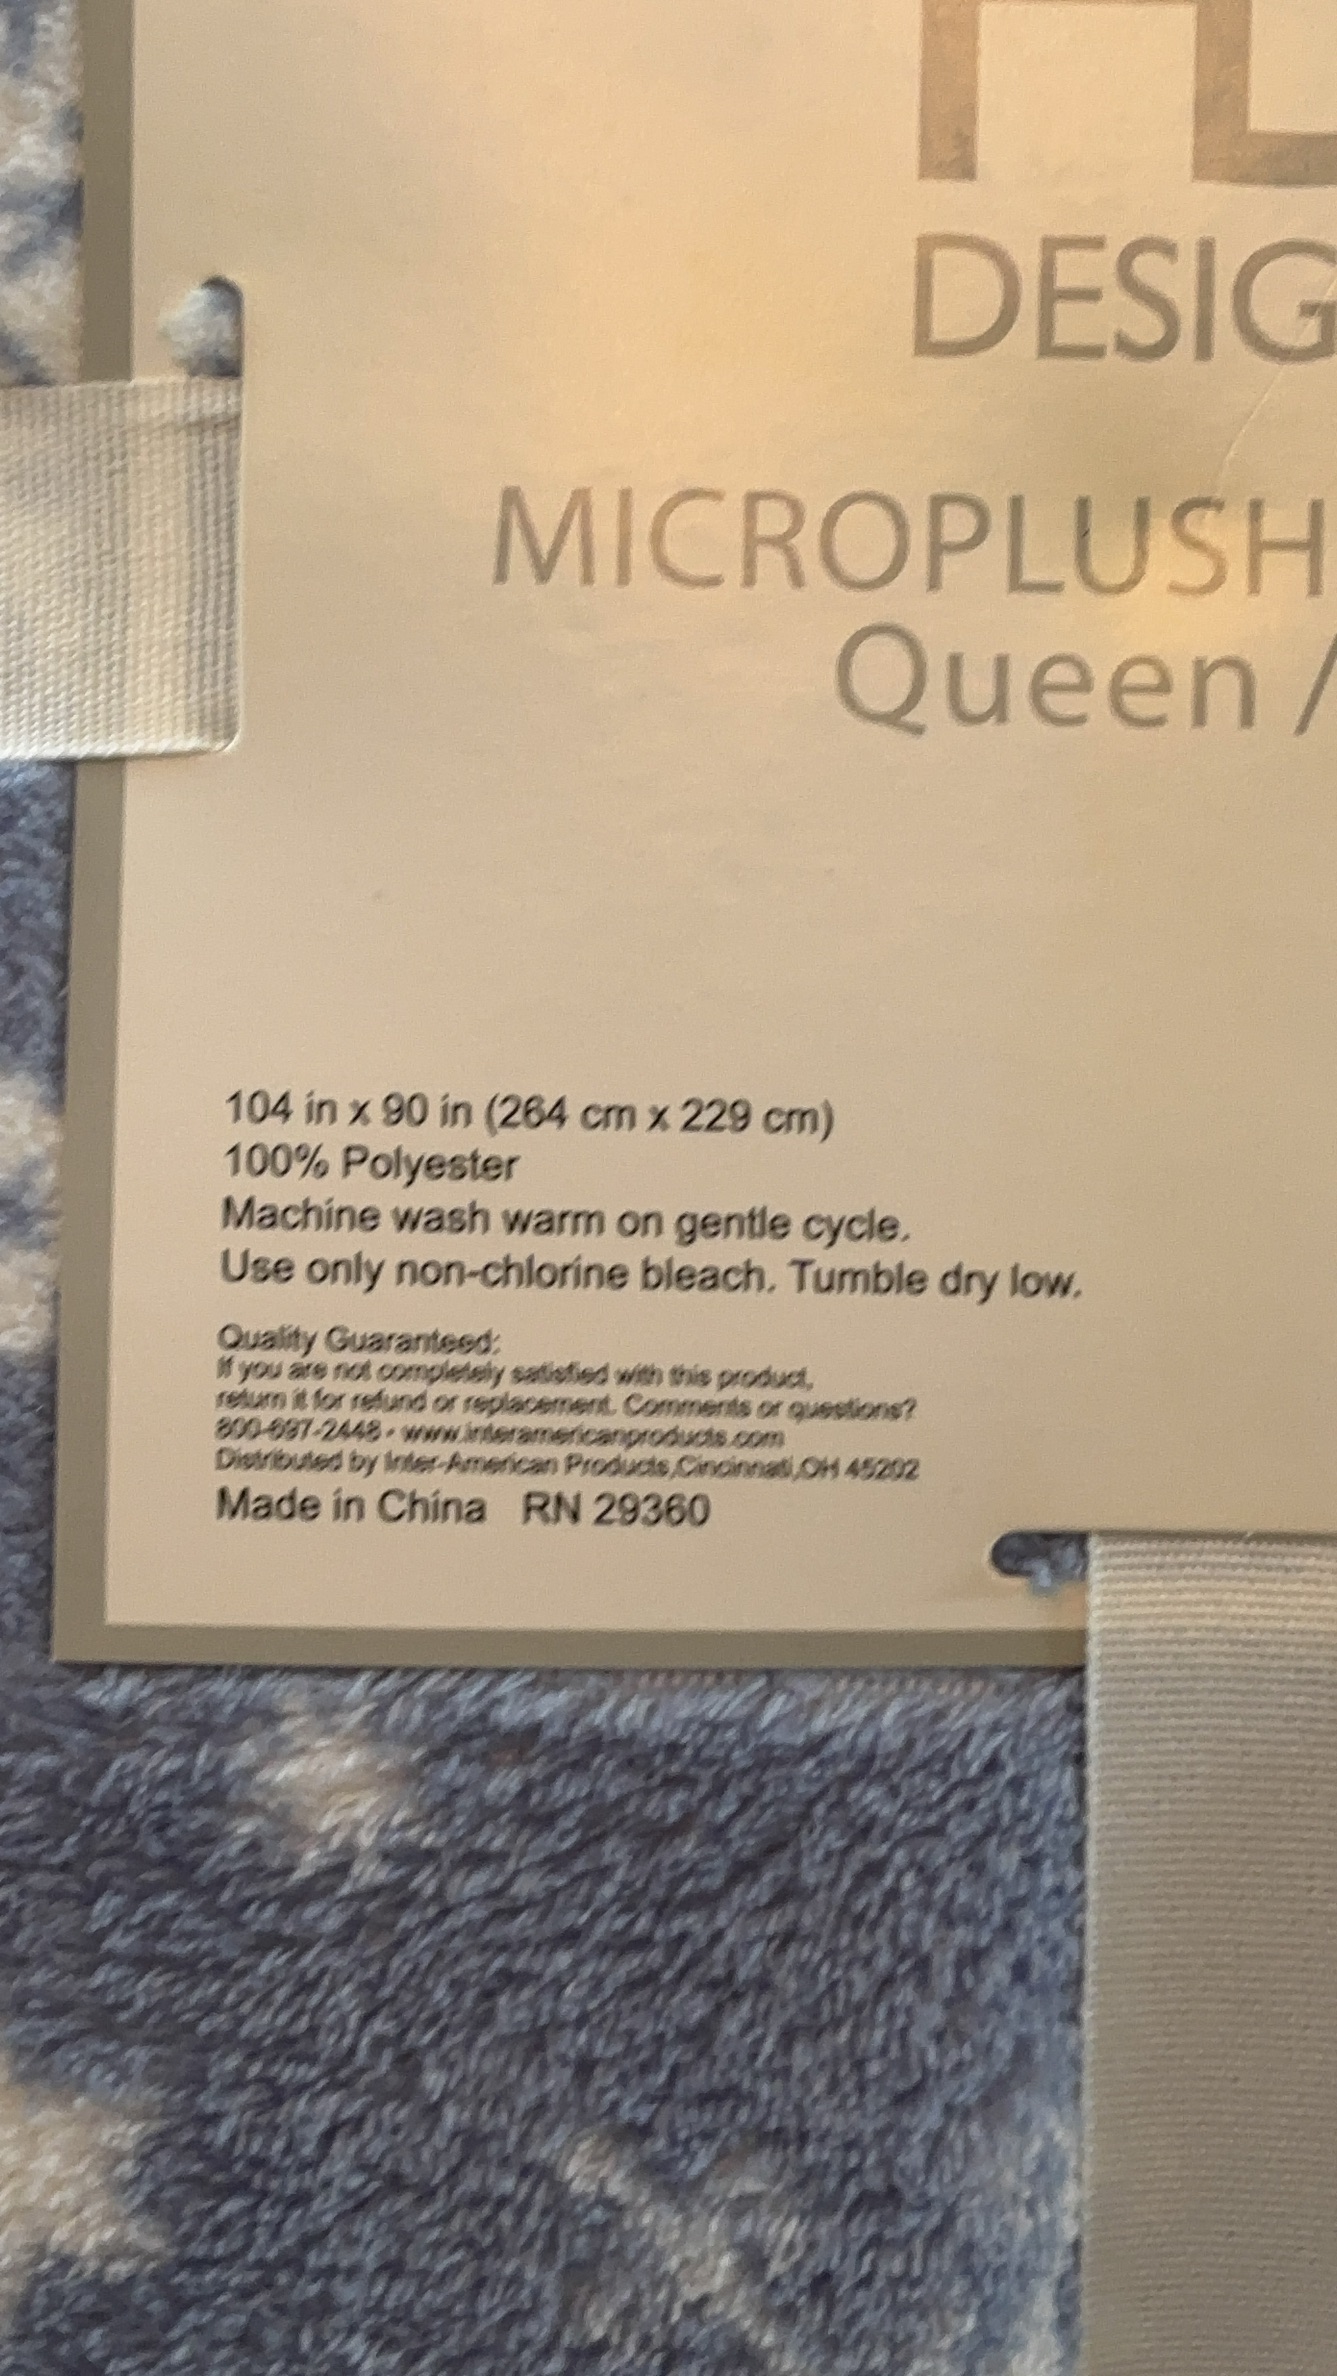 DESIG
MICROPLUSH
Queen /
104 in x 90 in (264 cm x 229 cm)
100% Polyester
Machine wash warm on gentle cycle.
Use only non-chlorine bleach. Tumble dry low.
Quality Guaranteed:
If you are not completely satisfied with this product,
return it for refund or replacement. Comments or questions?
800-697-2448 • www.interamericanproducts.com
Distributed by Inter-American Products,Cincinnati,OH 45202
Made in China RN 29360